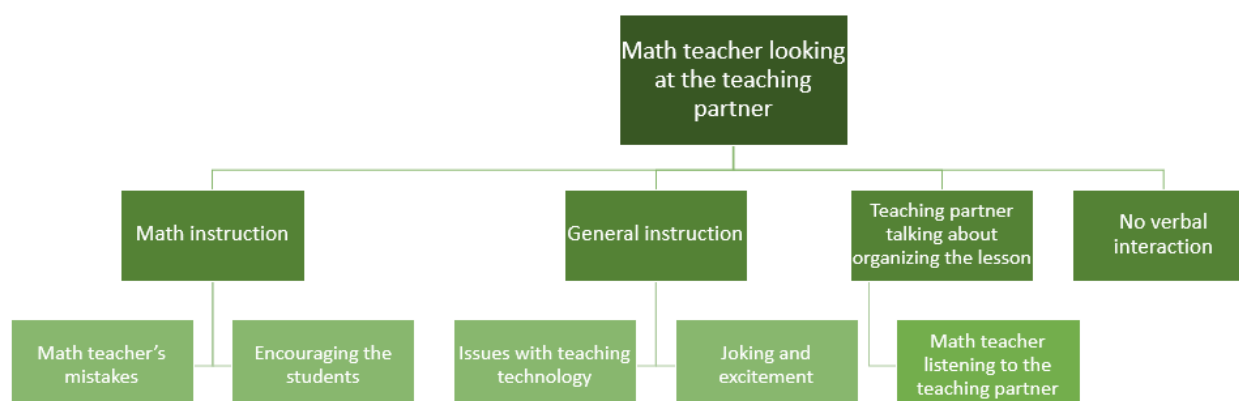 Math teacher looking
at the teaching
partner
Math instruction
General instruction
Teaching partner
talking about
organizing the lesson
No verbal
interaction
Math teacher’s
mistakes
Encouraging the
students
Issues with teaching
technology
Joking and
excitement
Math teacher
listening to the
teaching partner